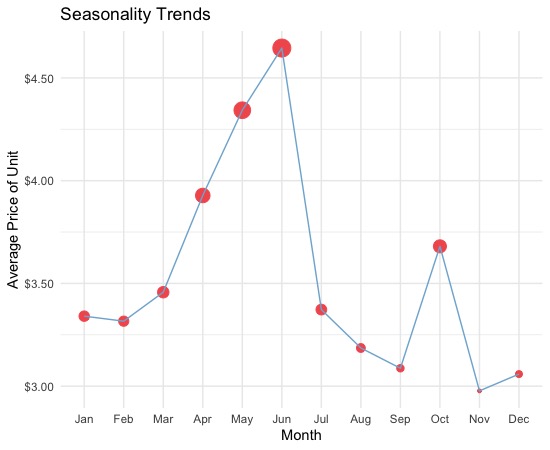 Seasonality Trends
Average Price of Unit
$4.50
$4.00
$3.50
$3.00
Jan Feb Mar Apr May Jun Jul Aug Sep Oct Nov Dec
Month